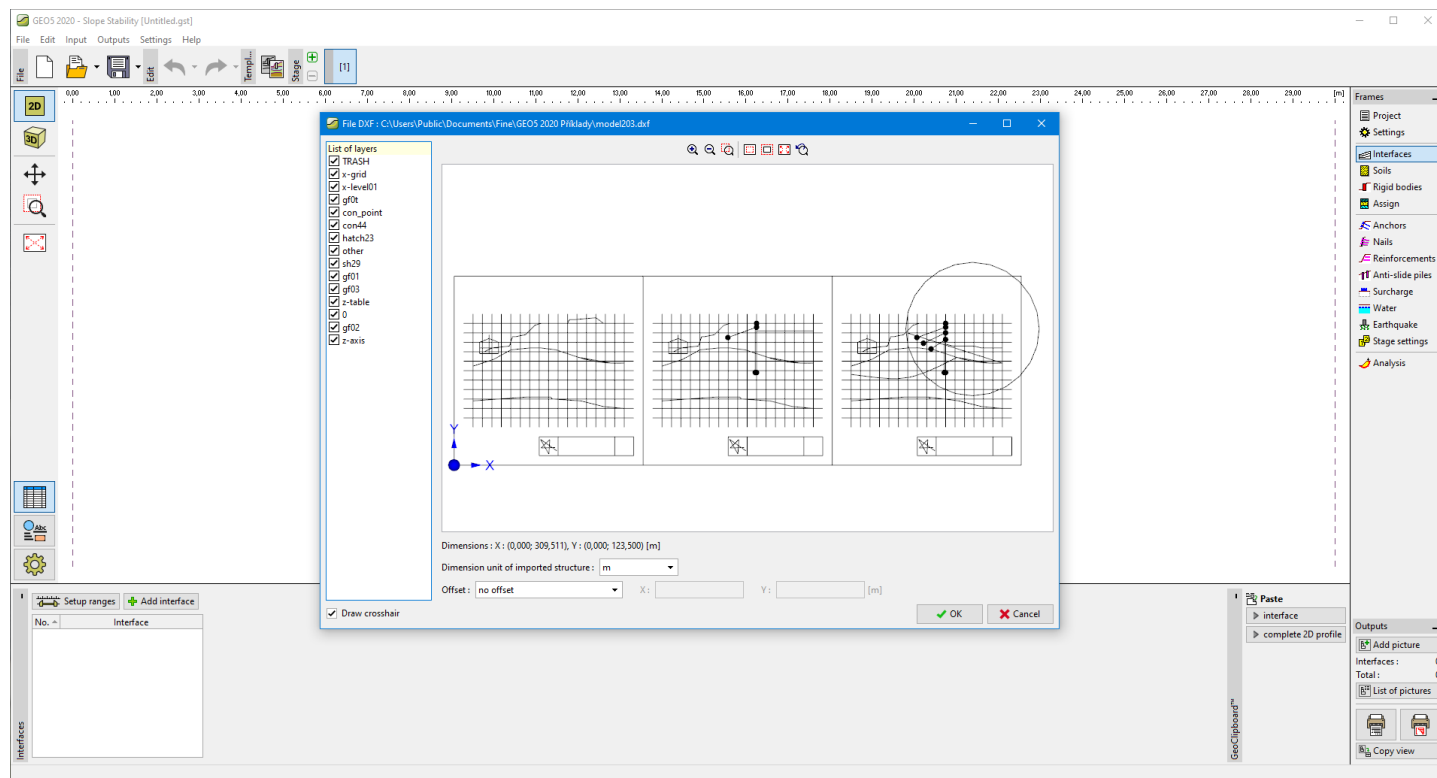 GEO5 2020 - Slope Stability [Untitled.gst]
File Edit Input Outputs Settings Help
File
Edit
Templ...
Stage
[1]
2D
3D
0,00 1,00 2,00 3,00 4,00 5,00 6,00 7,00 8,00 9,00 10,00 11,00 12,00 13,00 14,00 15,00 16,00 17,00 18,00 19,00 20,00 21,00 22,00 23,00 24,00 25,00 26,00 27,00 28,00 29,00 [m]
File DXF : C:\Users\Public\Documents\Fine\GEO5 2020 Příklady\model203.dxf
List of layers
TRASH
x-grid
x-level01
gf0t
con_point
con44
hatch23
other
sh29
gf01
gf03
z-table
0
gf02
z-axis
Y
X
Dimensions : X : (0,000; 309,511), Y : (0,000; 123,500) [m]
Dimension unit of imported structure : m
Offset : no offset X : Y : [m]
Draw crosshair
OK Cancel
Frames
Project
Settings
Interfaces
Soils
Rigid bodies
Assign
Anchors
Nails
Reinforcements
Anti-slide piles
Surcharge
Water
Earthquake
Stage settings
Analysis
Abc
Setup ranges Add interface
No. Interface
Interfaces
Paste
interface
complete 2D profile
GeoClipboard™
Outputs
Add picture
Interfaces :
Total :
List of pictures
Copy view